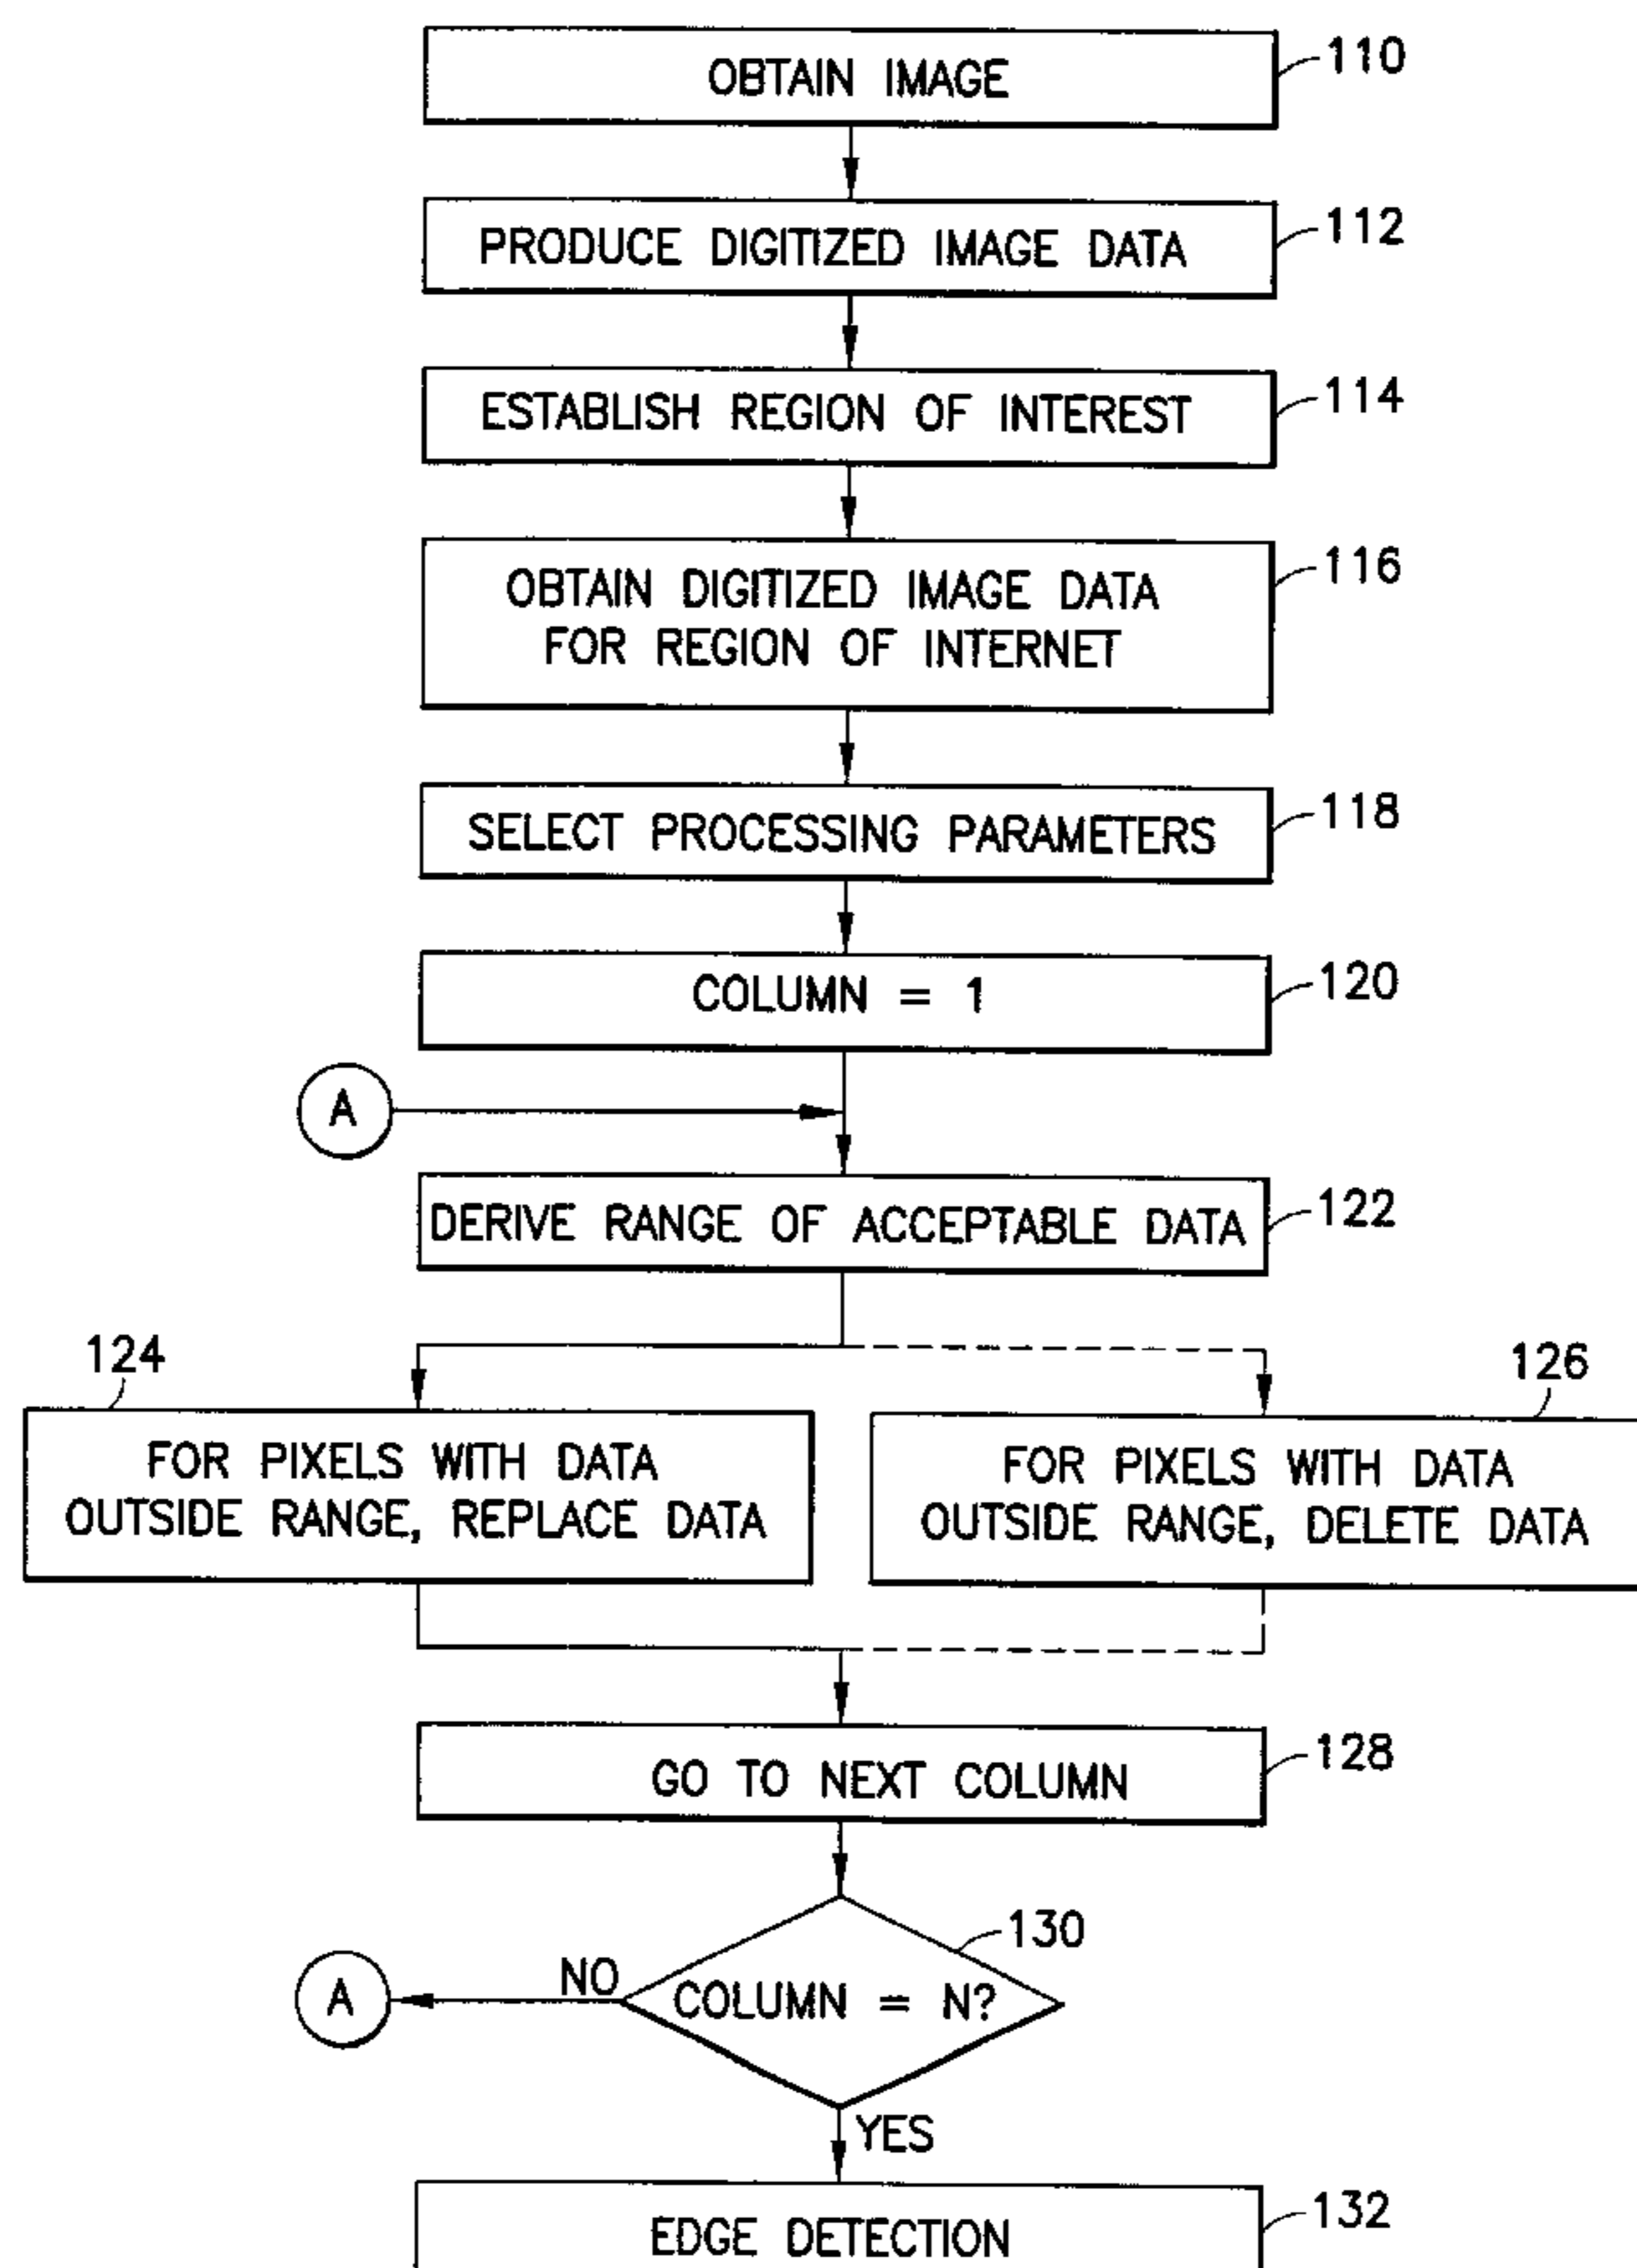 OBTAIN IMAGE
110
PRODUCE DIGITIZED IMAGE DATA
112
ESTABLISH REGION OF INTEREST
114
OBTAIN DIGITIZED IMAGE DATA
FOR REGION OF INTERNET
116
SELECT PROCESSING PARAMETERS
118
COLUMN = 1
120
A
DERIVE RANGE OF ACCEPTABLE DATA
122
124
FOR PIXELS WITH DATA
OUTSIDE RANGE, REPLACE DATA
126
FOR PIXELS WITH DATA
OUTSIDE RANGE, DELETE DATA
GO TO NEXT COLUMN
128
130
COLUMN = N?
NO
A
YES
EDGE DETECTION
132